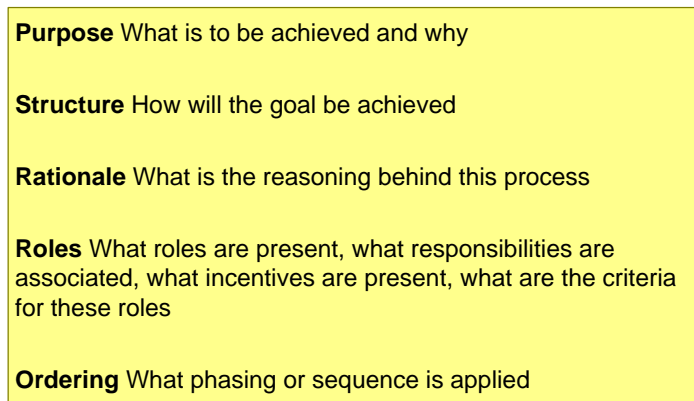 Purpose What is to be achieved and why
Structure How will the goal be achieved
Rationale What is the reasoning behind this process
Roles What roles are present, what responsibilities are
associated, what incentives are present, what are the criteria
for these roles
Ordering What phasing or sequence is applied